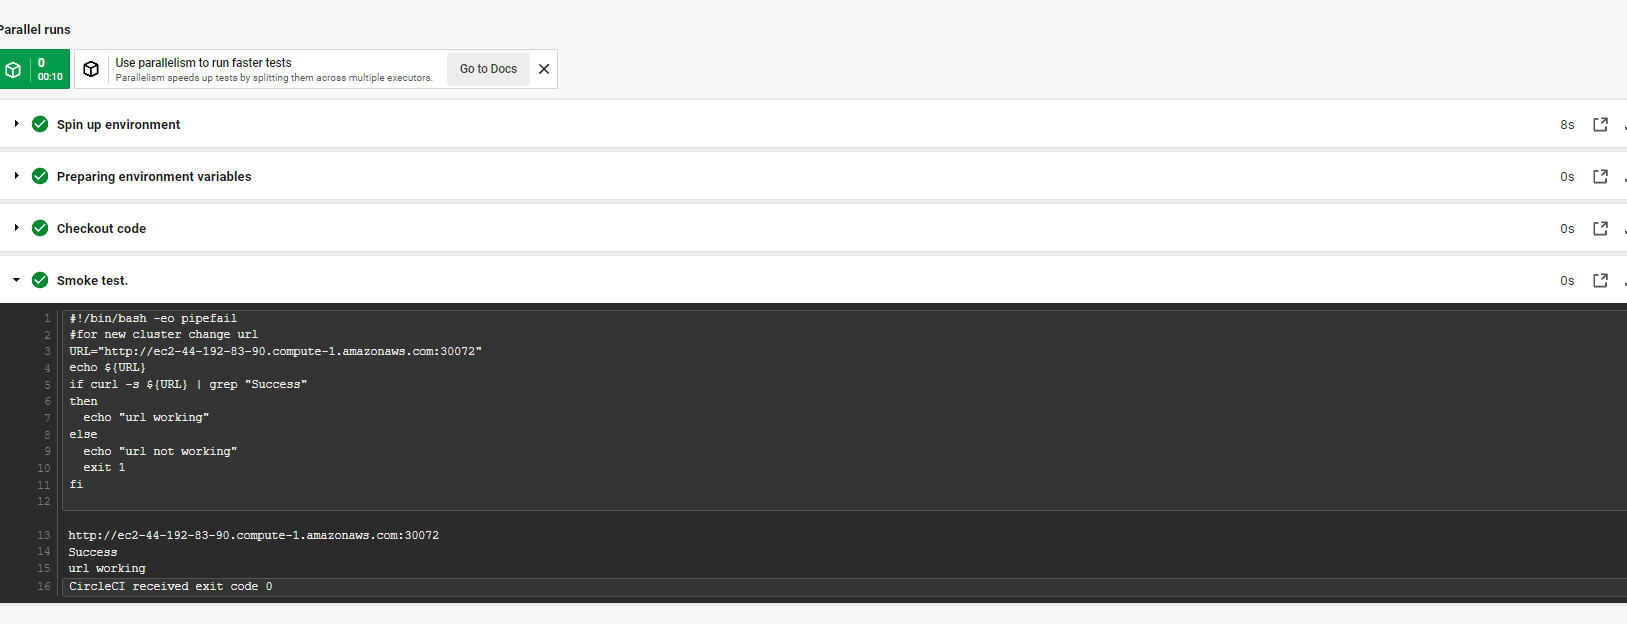 Parallel runs
0
00:10
Use parallelism to run faster tests
Parallelism speeds up tests by splitting them across multiple executors.
Go to Docs
Spin up environment
8s
Preparing environment variables
0s
Checkout code
0s
Smoke test.
0s
1 #!/bin/bash -eo pipefail
2 #for new cluster change url
3 URL="http://ec2-44-192-83-90.compute-1.amazonaws.com:30072"
4 echo ${URL}
5 if curl -s ${URL} | grep "Success"
6 then
7 echo "url working"
8 else
9 echo "url not working"
10 exit 1
11 fi
12
13 http://ec2-44-192-83-90.compute-1.amazonaws.com:30072
14 Success
15 url working
16 CircleCI received exit code 0